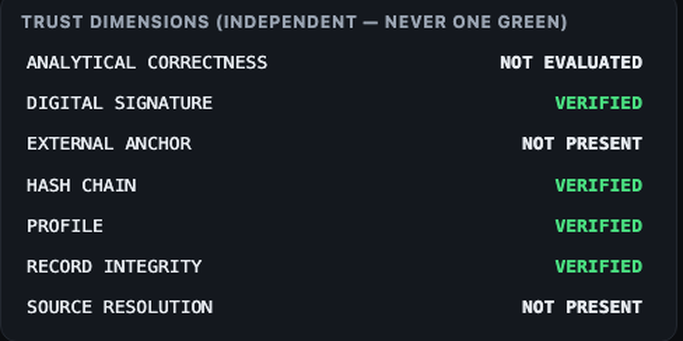 TRUST DIMENSIONS (INDEPENDENT — NEVER ONE GREEN)
ANALYTICAL CORRECTNESS NOT EVALUATED
DIGITAL SIGNATURE VERIFIED
EXTERNAL ANCHOR NOT PRESENT
HASH CHAIN VERIFIED
PROFILE VERIFIED
RECORD INTEGRITY VERIFIED
SOURCE RESOLUTION NOT PRESENT